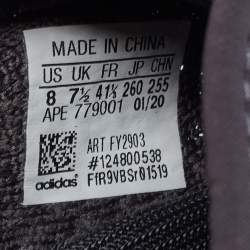 MADE IN CHINA
US UK FR JP CHN
8 7½ 41⅓ 260 255
APE 779001 01/20
ART FY2903
#124800538
adidas F1R9VBSr01519